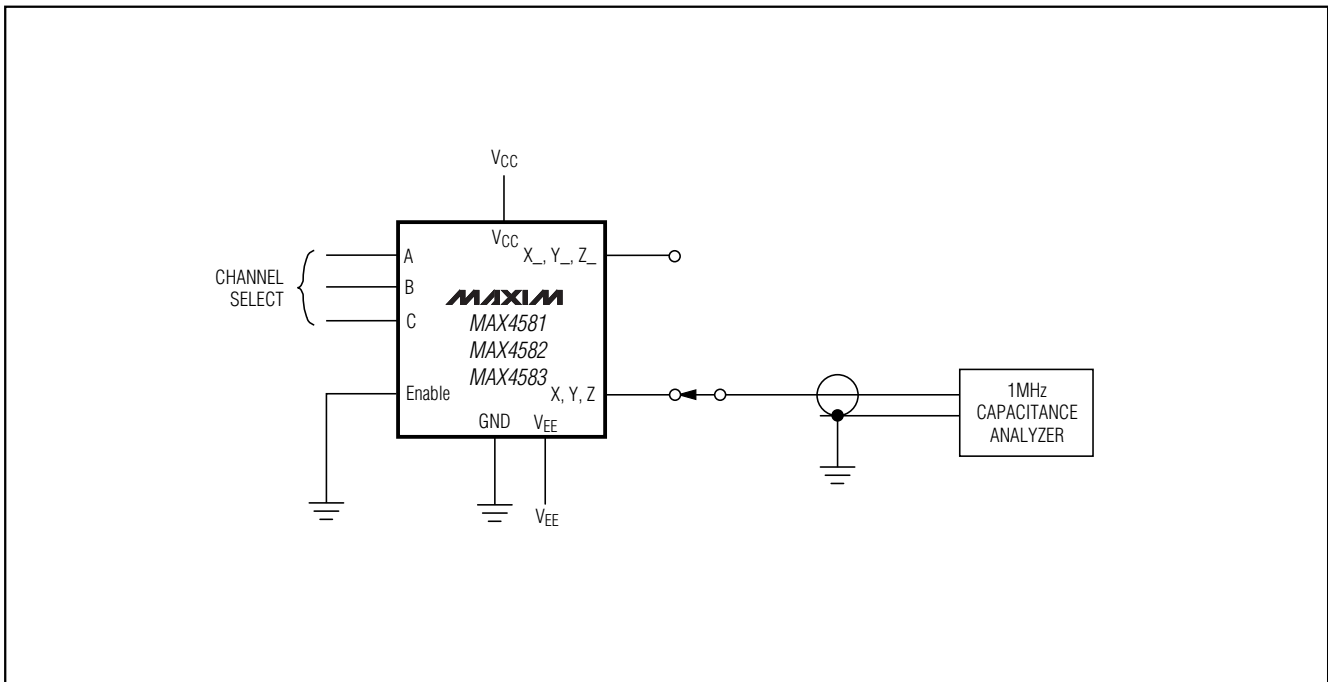 VCC
VCC
X_, Y_, Z_
A
CHANNEL
SELECT
B
C
MAXIM
MAX4581
MAX4582
MAX4583
Enable
X, Y, Z
GND
VEE
VEE
1MHz
CAPACITANCE
ANALYZER